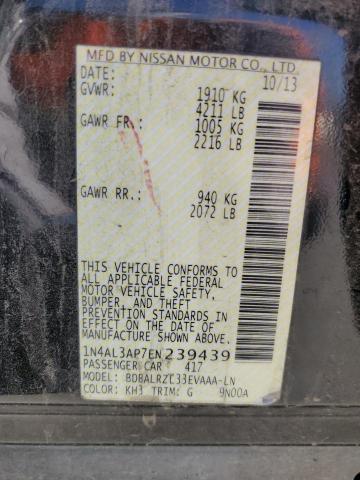 MFD BY NISSAN MOTOR CO., LTD.
DATE: 10/13
GVWR: 1910 KG
4211 LB
GAWR FR.: 1005 KG
2216 LB
GAWR RR.: 940 KG
2072 LB
THIS VEHICLE CONFORMS TO
ALL APPLICABLE FEDERAL
MOTOR VEHICLE SAFETY,
BUMPER, AND THEFT
PREVENTION STANDARDS
IN EFFECT ON THE DATE OF
MANUFACTURE SHOWN ABOVE.
1N4AL3AP7EN239439
PASSENGER CAR 417
MODEL: BDBALRZL33EVAAA-LN
COLOR: KH3 TRIM: G 9N00A